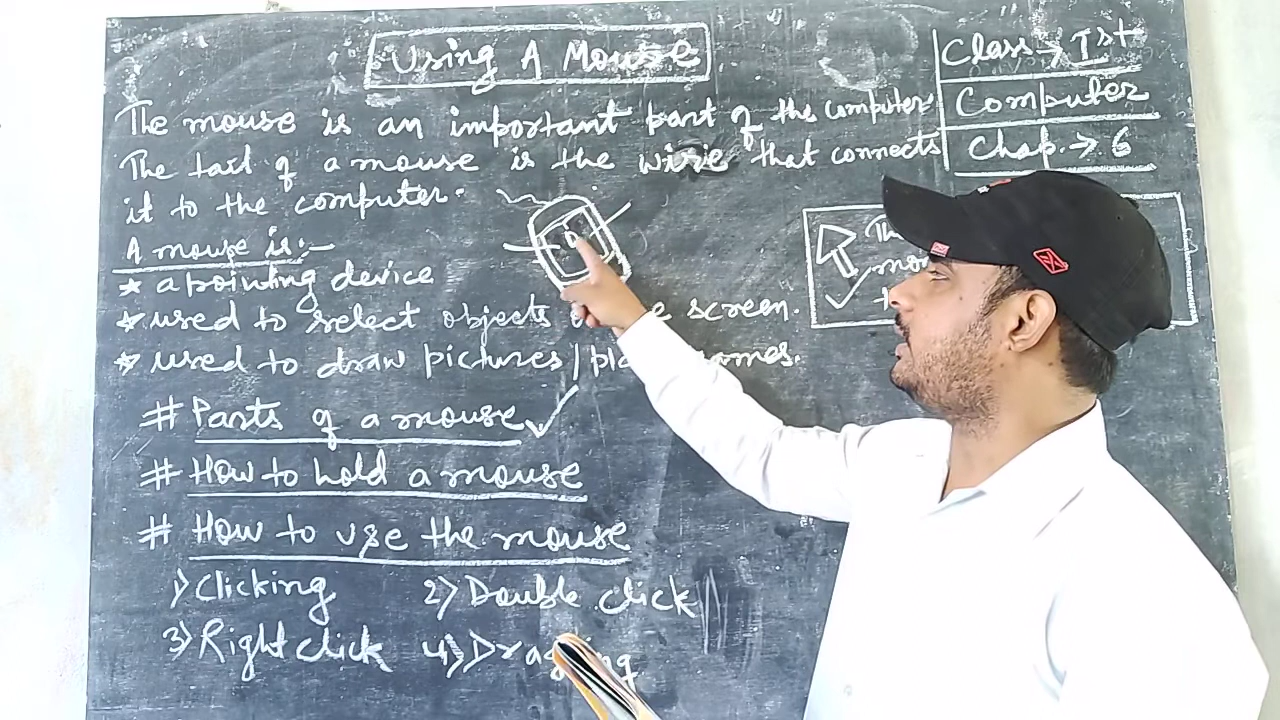 Using A Mouse
Class → Ist
Computer
Chap. → 6
The mouse is an important part of the computer.
The tail of a mouse is the wire that connects
it to the computer.
A mouse is:-
* a pointing device
* used to select objects screen.
* used to draw pictures /
# Parts of a mouse
# How to hold a mouse
# How to use the mouse
1) Clicking 2) Double click
3) Right click 4)